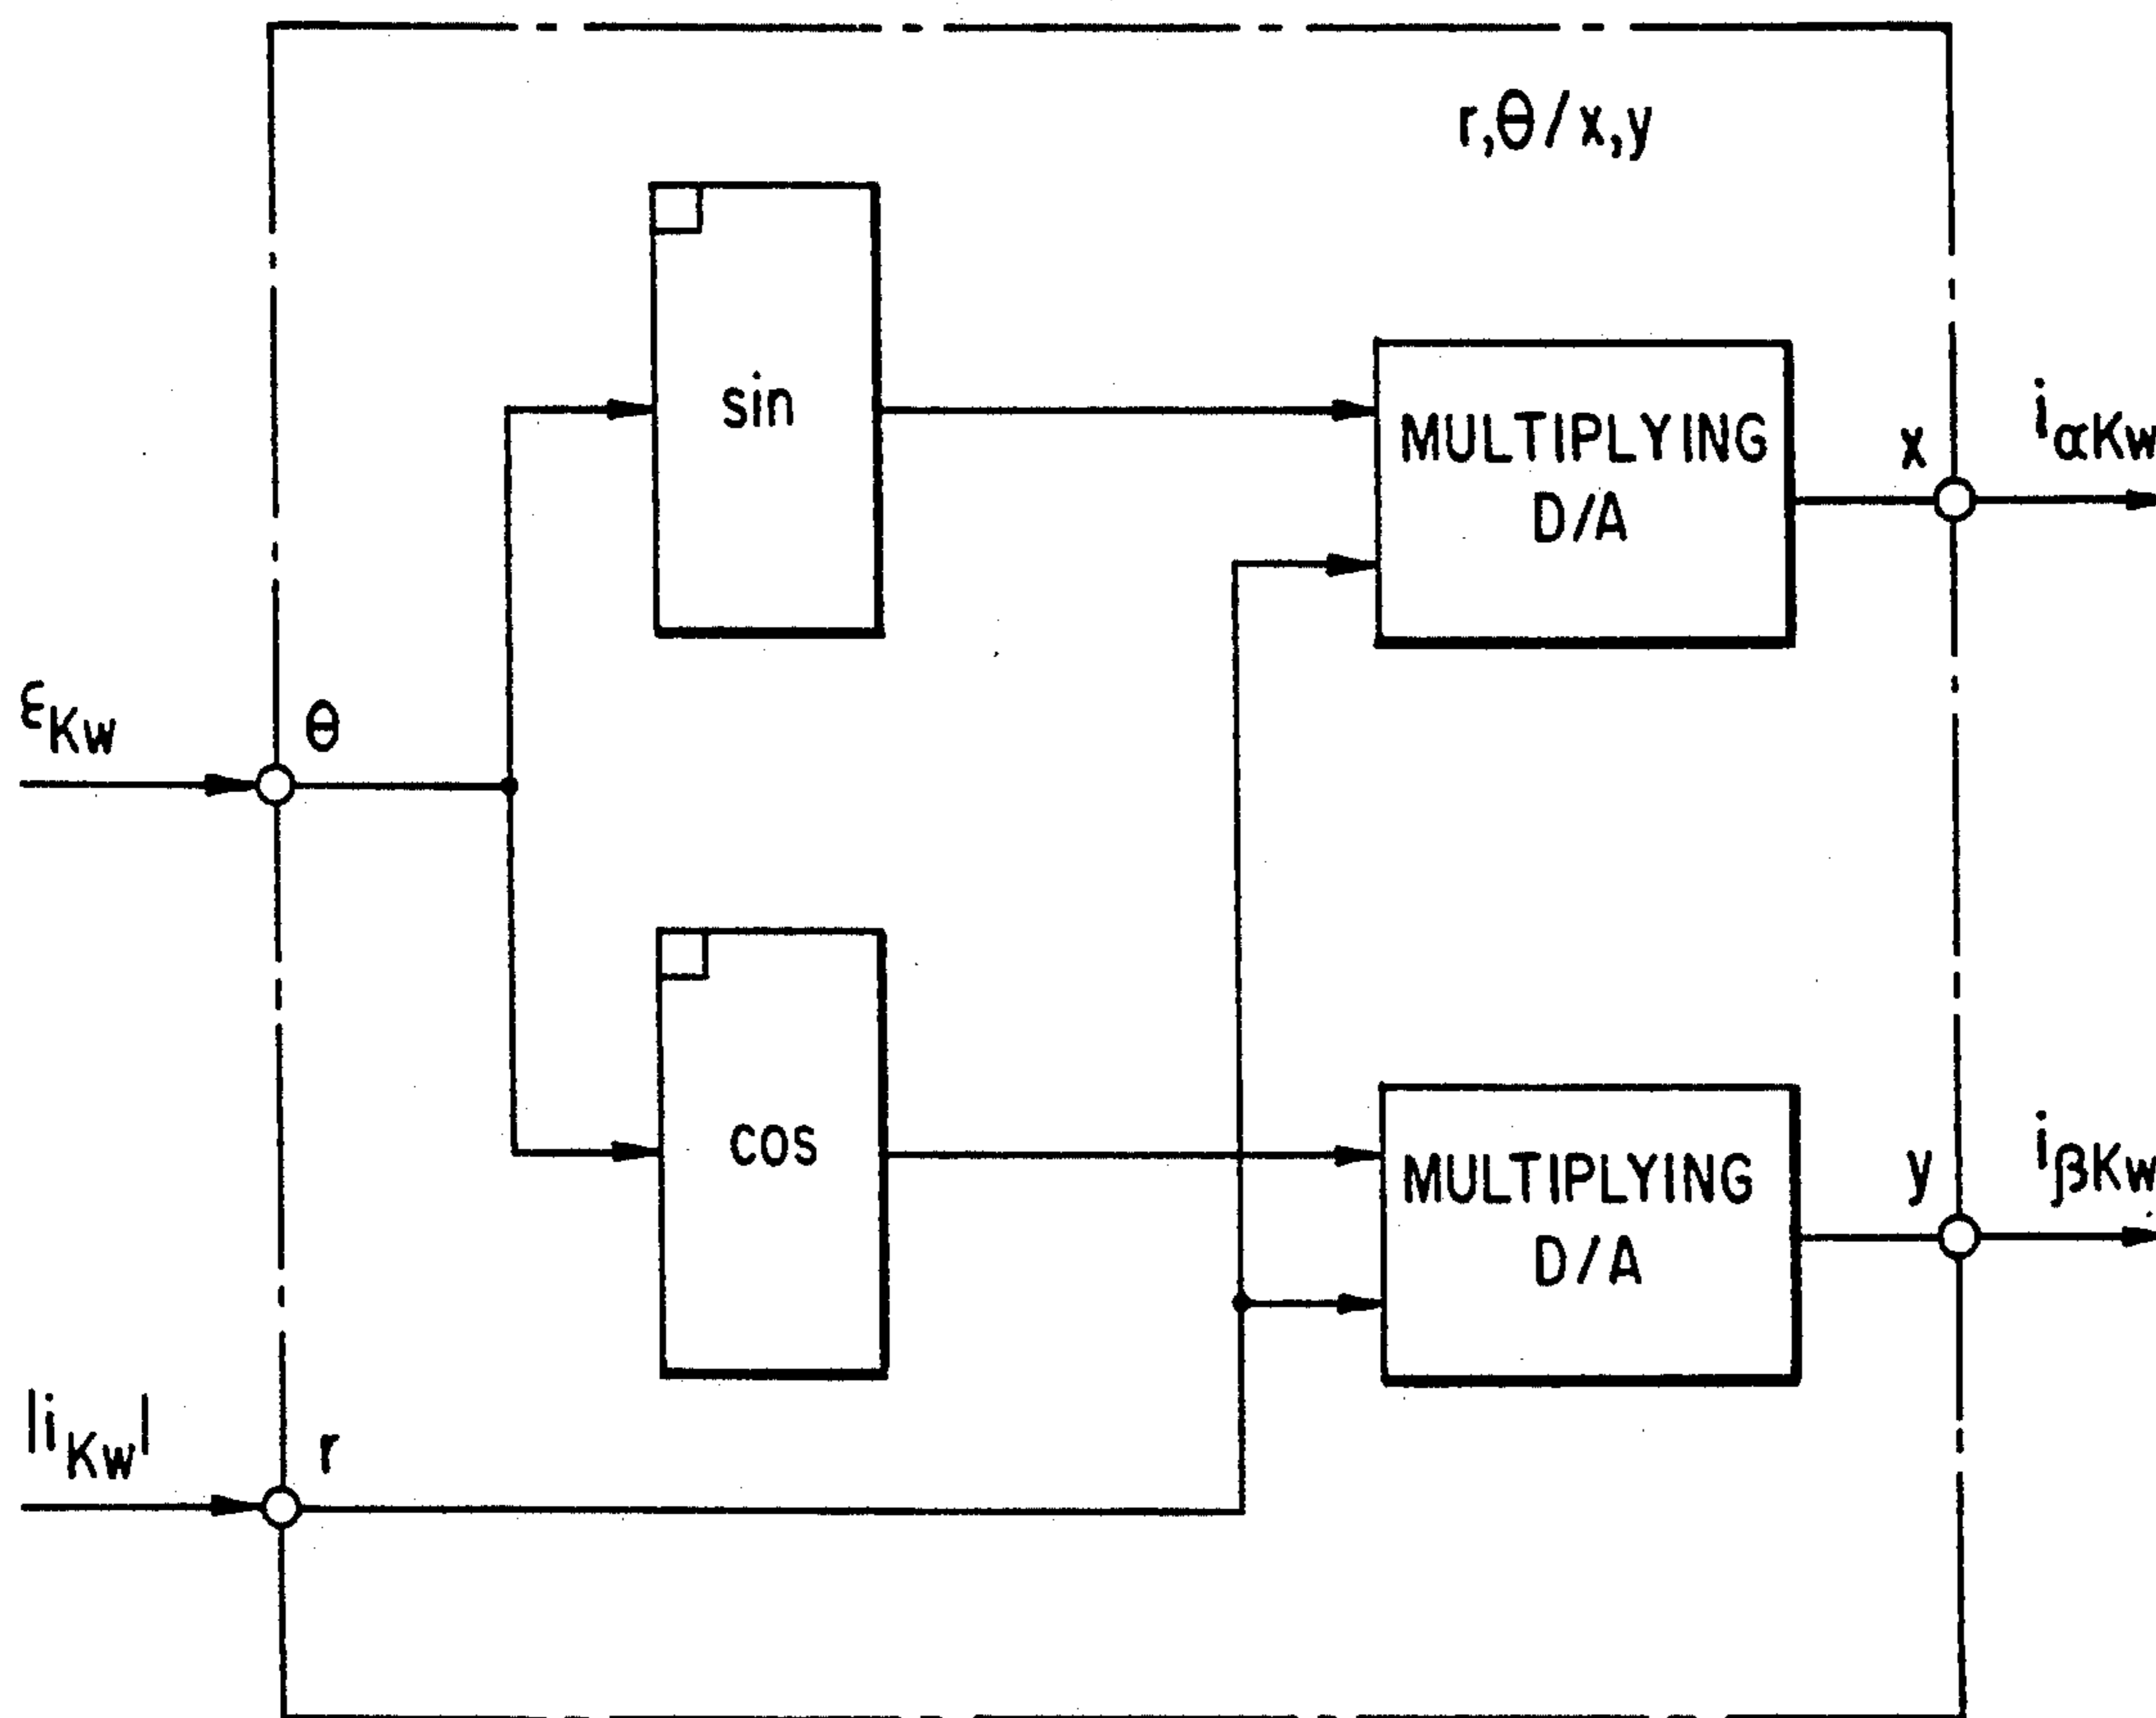 r,θ/x,y
sin
MULTIPLYING
D/A
x
iαKw
εKw
θ
cos
MULTIPLYING
D/A
y
iβKw
|iKw|
r